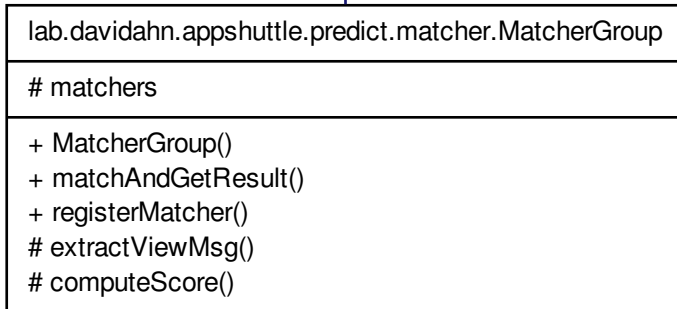 lab.davidahn.appshuttle.predict.matcher.MatcherGroup
# matchers
+ MatcherGroup()
+ matchAndGetResult()
+ registerMatcher()
# extractViewMsg()
# computeScore()